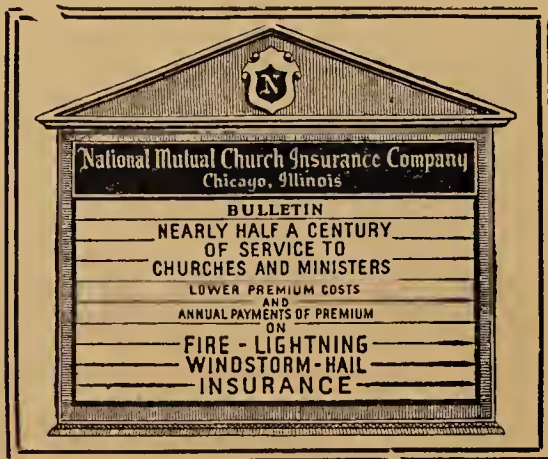 N
National Mutual Church Insurance Company
Chicago, Illinois
BULLETIN
NEARLY HALF A CENTURY
OF SERVICE TO
CHURCHES AND MINISTERS
LOWER PREMIUM COSTS
AND
ANNUAL PAYMENTS OF PREMIUM
ON
FIRE - LIGHTNING
WINDSTORM - HAIL
INSURANCE